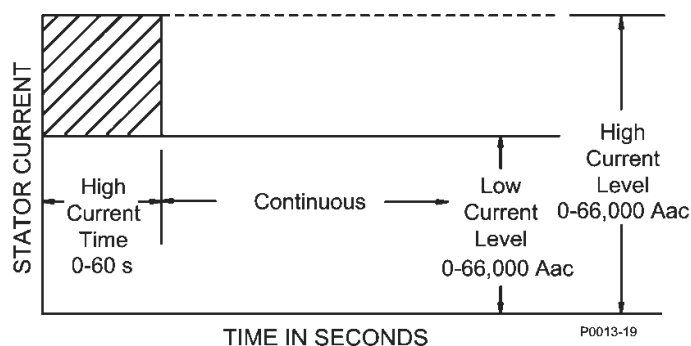 STATOR CURRENT
High
Current
Time
0-60 s
Continuous
Low
Current
Level
0-66,000 Aac
High
Current
Level
0-66,000 Aac
TIME IN SECONDS
P0013-19